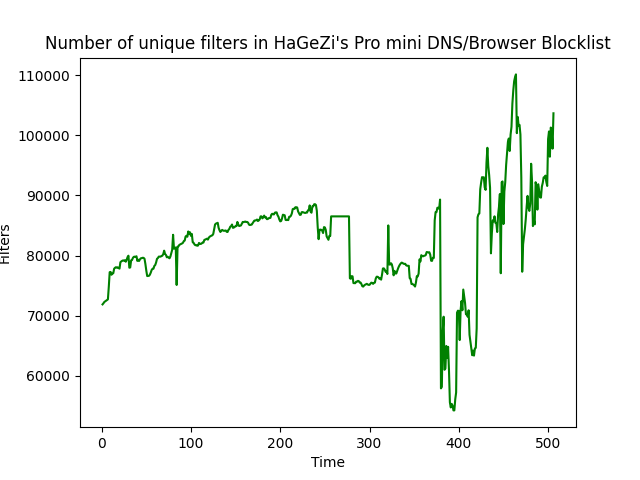 Number of unique filters in HaGeZi's Pro mini DNS/Browser Blocklist
110000
100000
90000
80000
70000
60000
Filters
0 100 200 300 400 500
Time